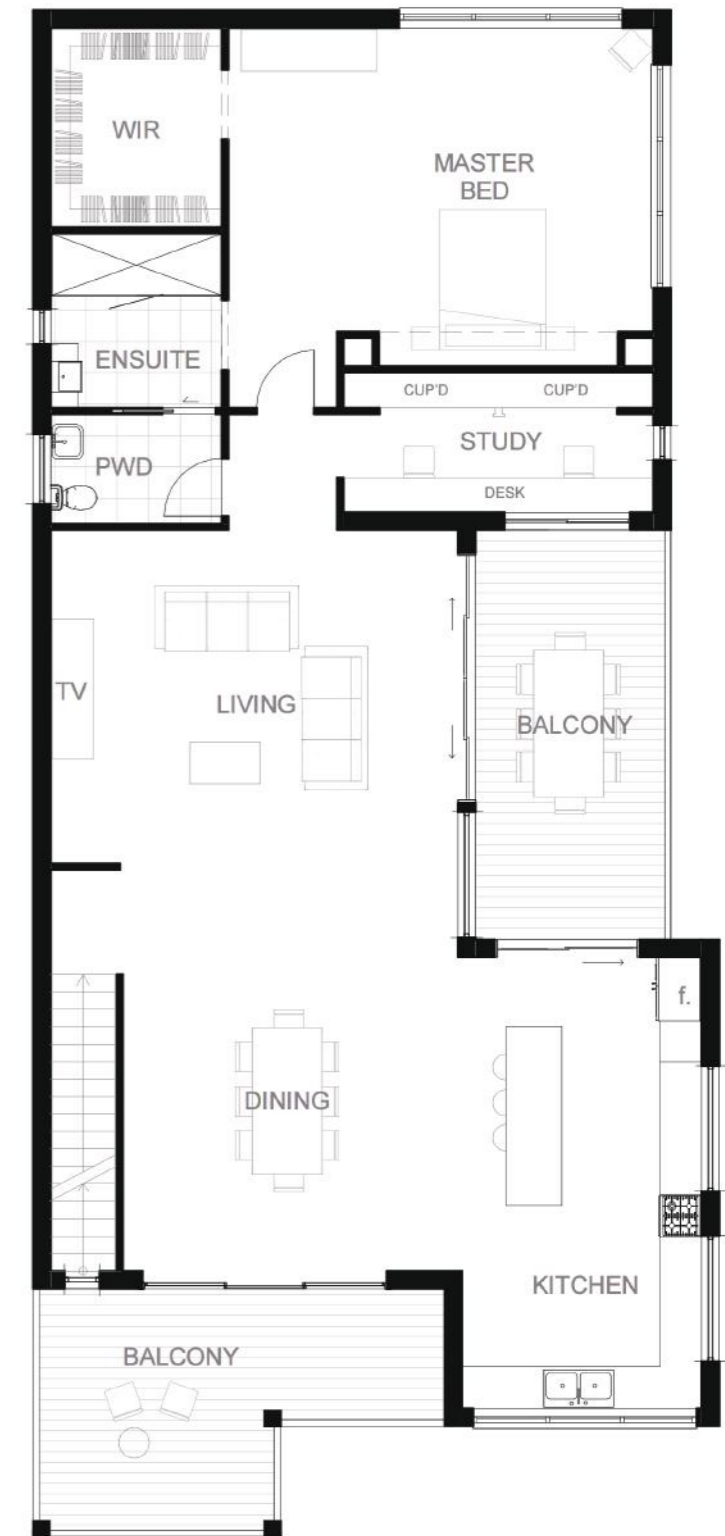 WIR
MASTER
BED
ENSUITE
CUP'D
CUP'D
STUDY
PWD
DESK
TV
LIVING
BALCONY
f.
DINING
KITCHEN
BALCONY